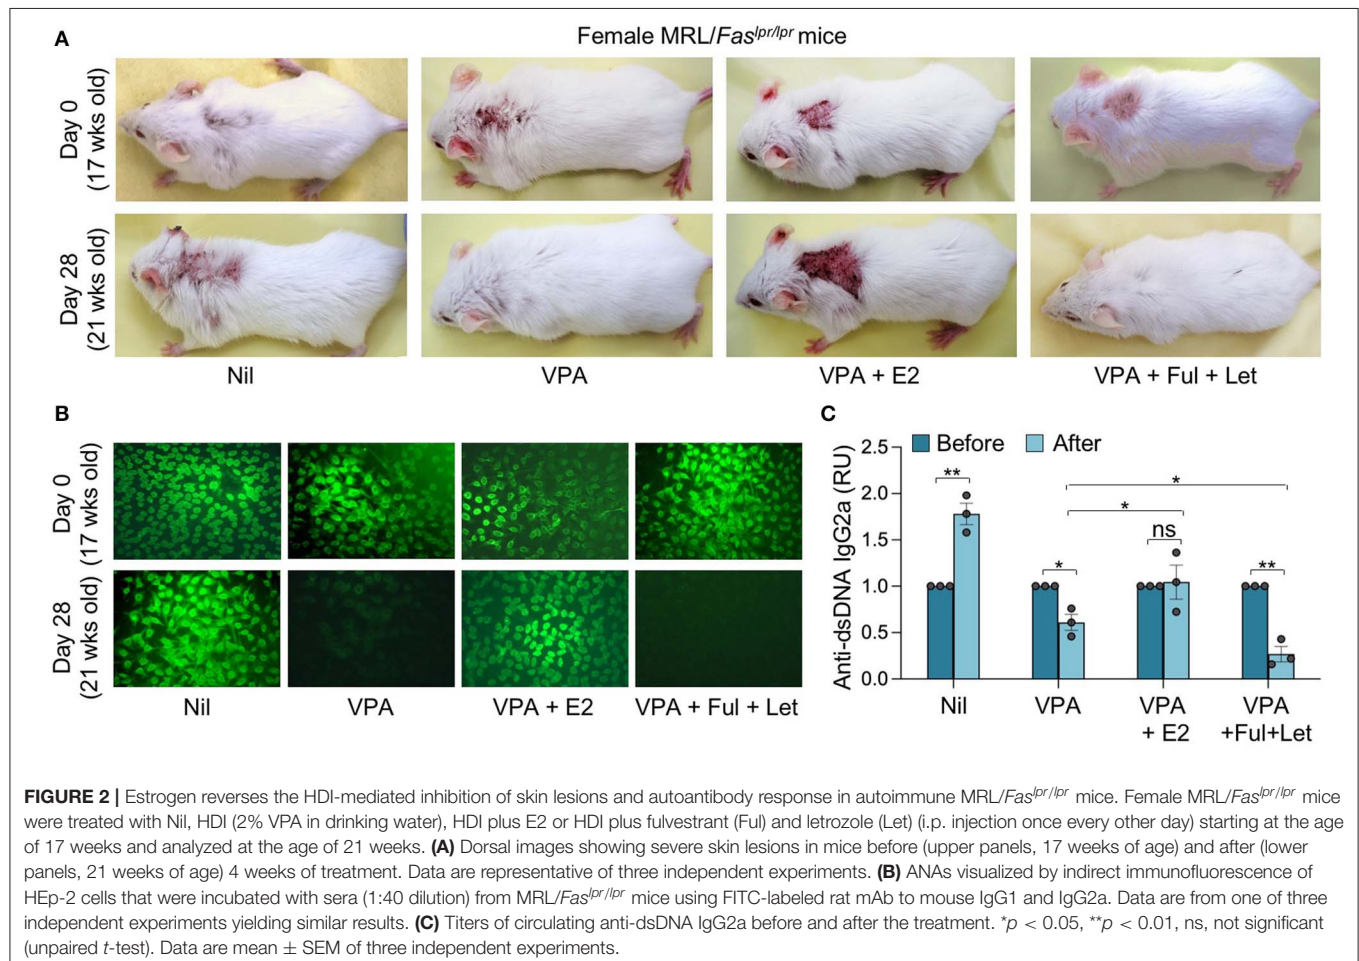 A
Female MRL/Fas^lpr/lpr mice
Day 0
(17 wks old)
Day 28
(21 wks old)
Nil
VPA
VPA + E2
VPA + Ful + Let
B
Day 0
(17 wks old)
Day 28
(21 wks old)
Nil
VPA
VPA + E2
VPA + Ful + Let
C
Before
After
Anti-dsDNA IgG2a (RU)
2.5
2.0
1.5
1.0
0.5
0.0
**
*
*
*
ns
**
Nil
VPA
VPA
+ E2
VPA
+Ful+Let
FIGURE 2 | Estrogen reverses the HDI-mediated inhibition of skin lesions and autoantibody response in autoimmune MRL/Fas^lpr/lpr mice. Female MRL/Fas^lpr/lpr mice
were treated with Nil, HDI (2% VPA in drinking water), HDI plus E2 or HDI plus fulvestrant (Ful) and letrozole (Let) (i.p. injection once every other day) starting at the age
of 17 weeks and analyzed at the age of 21 weeks. (A) Dorsal images showing severe skin lesions in mice before (upper panels, 17 weeks of age) and after (lower
panels, 21 weeks of age) 4 weeks of treatment. Data are representative of three independent experiments. (B) ANAs visualized by indirect immunofluorescence of
HEp-2 cells that were incubated with sera (1:40 dilution) from MRL/Fas^lpr/lpr mice using FITC-labeled rat mAb to mouse IgG1 and IgG2a. Data are from one of three
independent experiments yielding similar results. (C) Titers of circulating anti-dsDNA IgG2a before and after the treatment. *p < 0.05, **p < 0.01, ns, not significant
(unpaired t-test). Data are mean ± SEM of three independent experiments.